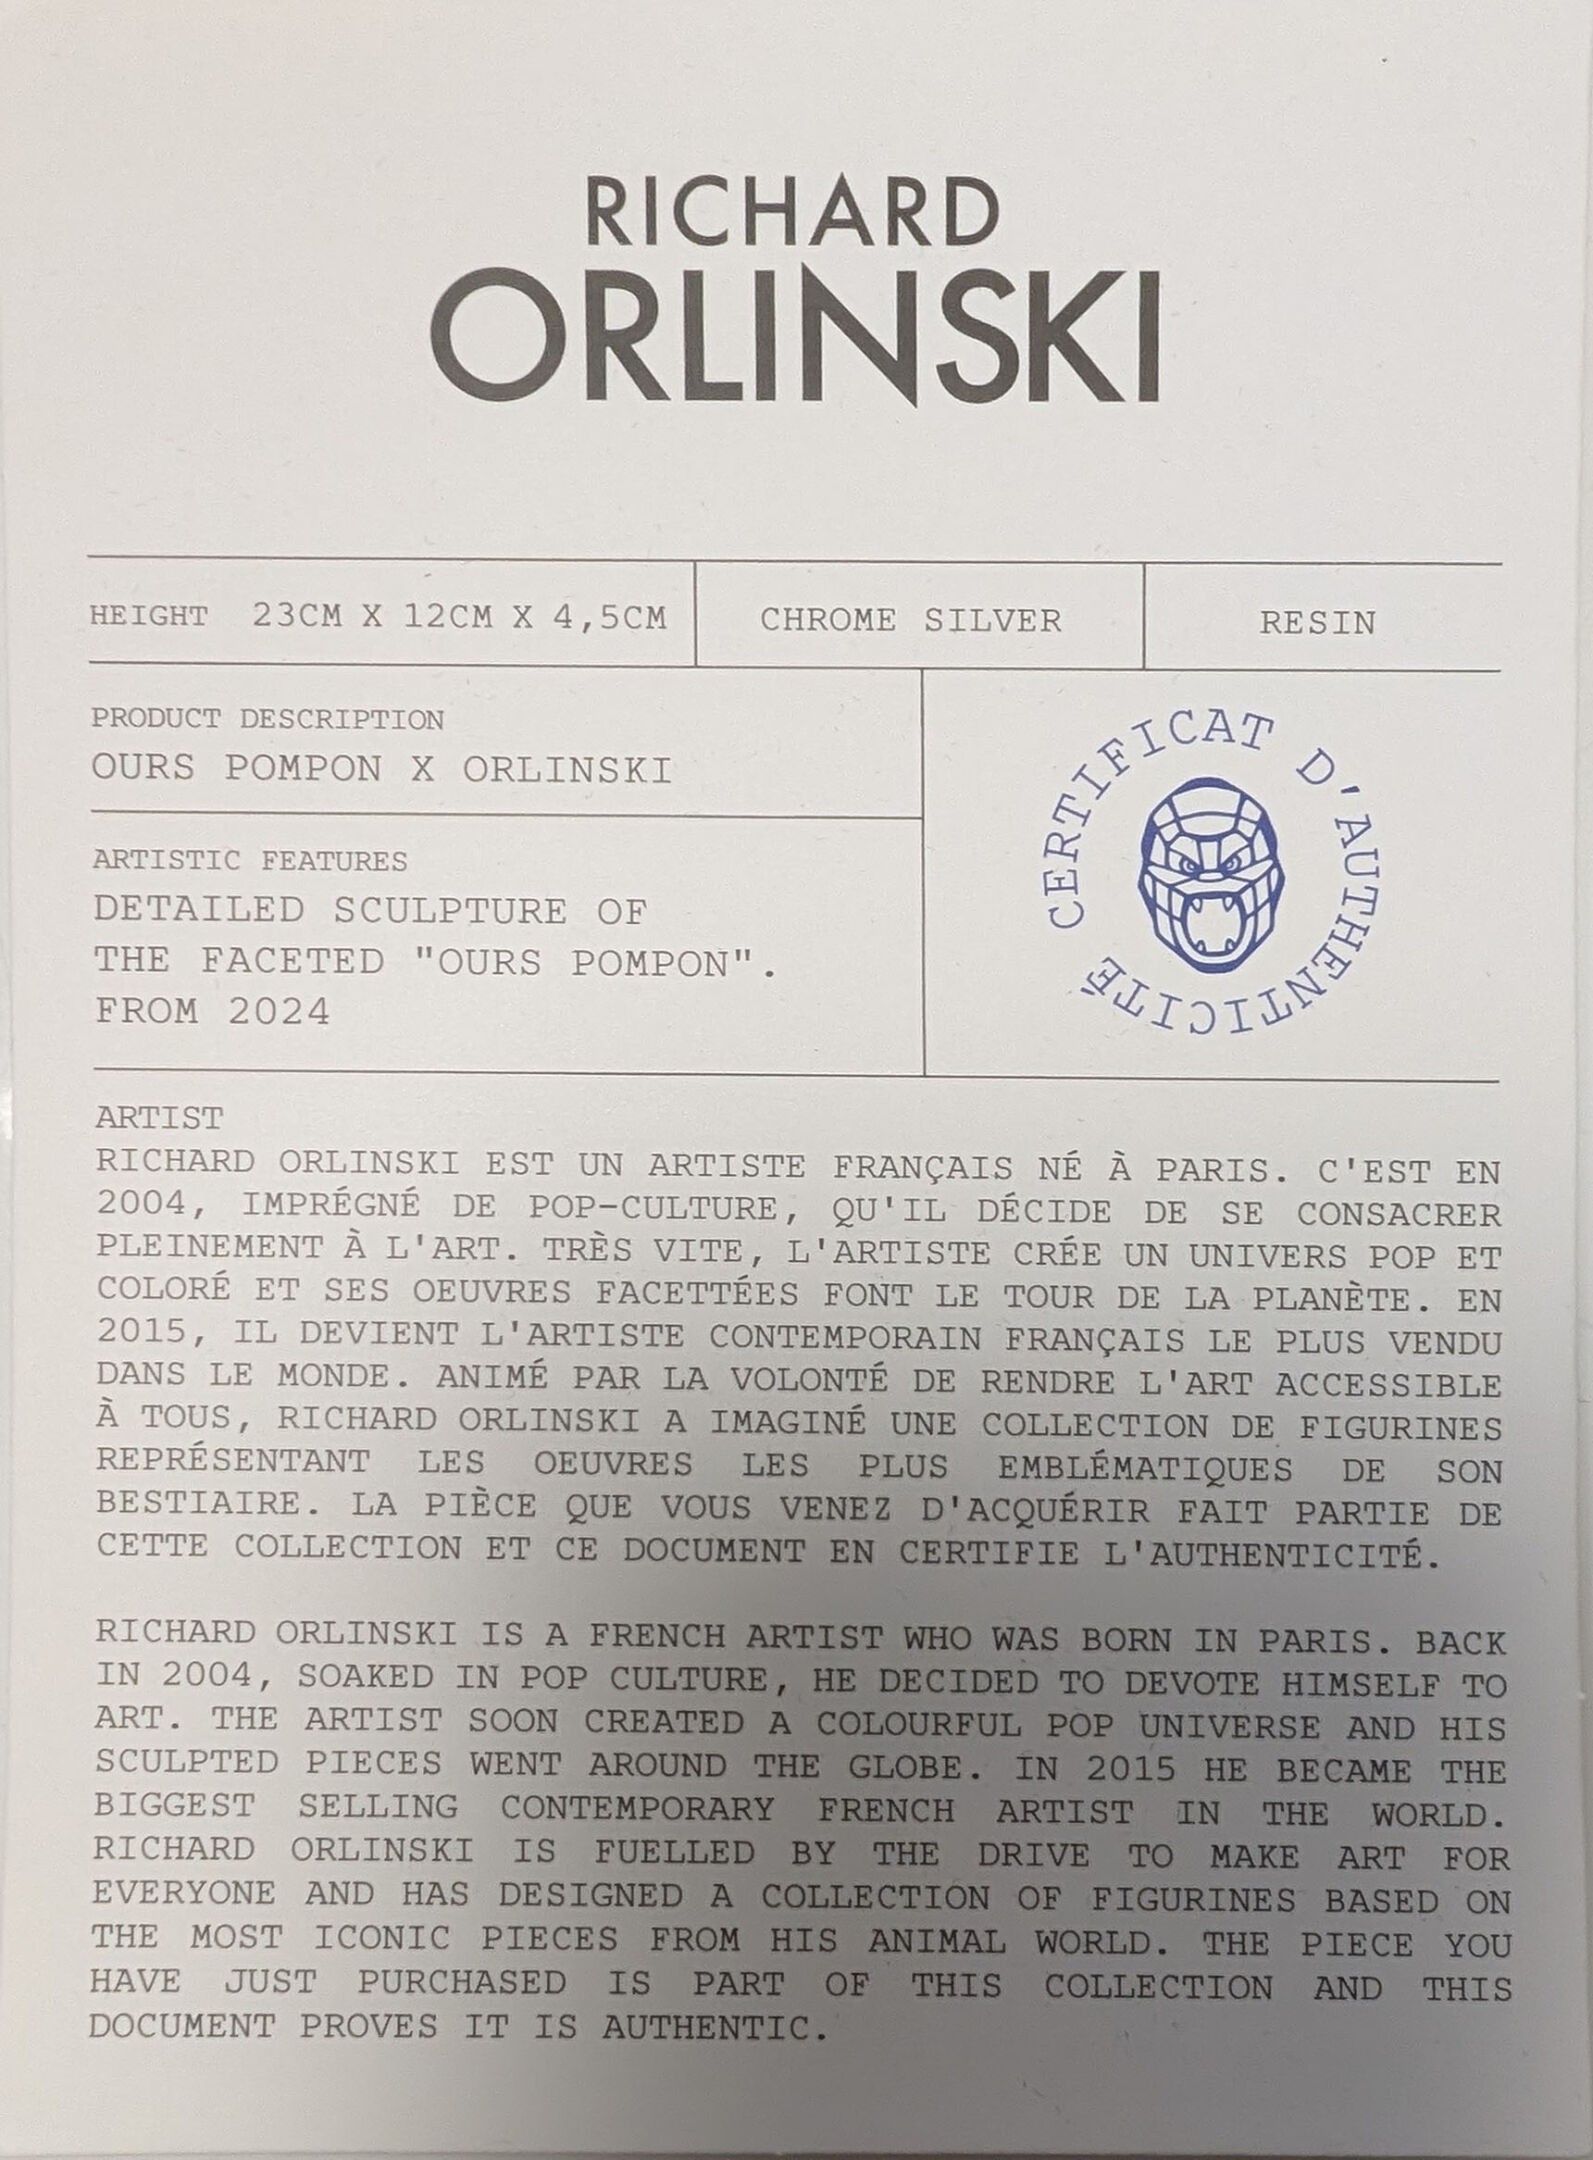 RICHARD
ORLINSKI
HEIGHT 23CM X 12CM X 4,5CM
CHROME SILVER
RESIN
PRODUCT DESCRIPTION
OURS POMPON X ORLINSKI
ARTISTIC FEATURES
DETAILED SCULPTURE OF
THE FACETED "OURS POMPON".
FROM 2024
CERTIFICAT D'AUTHENTICITÉ
ARTIST
RICHARD ORLINSKI EST UN ARTISTE FRANÇAIS NÉ À PARIS. C'EST EN
2004, IMPRÉGNÉ DE POP-CULTURE, QU'IL DÉCIDE DE SE CONSACRER
PLEINEMENT À L'ART. TRÈS VITE, L'ARTISTE CRÉE UN UNIVERS POP ET
COLORÉ ET SES OEUVRES FACETTÉES FONT LE TOUR DE LA PLANÈTE. EN
2015, IL DEVIENT L'ARTISTE CONTEMPORAIN FRANÇAIS LE PLUS VENDU
DANS LE MONDE. ANIMÉ PAR LA VOLONTÉ DE RENDRE L'ART ACCESSIBLE
À TOUS, RICHARD ORLINSKI A IMAGINÉ UNE COLLECTION DE FIGURINES
REPRÉSENTANT LES OEUVRES LES PLUS EMBLÉMATIQUES DE SON
BESTIAIRE. LA PIÈCE QUE VOUS VENEZ D'ACQUÉRIR FAIT PARTIE DE
CETTE COLLECTION ET CE DOCUMENT EN CERTIFIE L'AUTHENTICITÉ.
RICHARD ORLINSKI IS A FRENCH ARTIST WHO WAS BORN IN PARIS. BACK
IN 2004, SOAKED IN POP CULTURE, HE DECIDED TO DEVOTE HIMSELF TO
ART. THE ARTIST SOON CREATED A COLOURFUL POP UNIVERSE AND HIS
SCULPTED PIECES WENT AROUND THE GLOBE. IN 2015 HE BECAME THE
BIGGEST SELLING CONTEMPORARY FRENCH ARTIST IN THE WORLD.
RICHARD ORLINSKI IS FUELLED BY THE DRIVE TO MAKE ART FOR
EVERYONE AND HAS DESIGNED A COLLECTION OF FIGURINES BASED ON
THE MOST ICONIC PIECES FROM HIS ANIMAL WORLD. THE PIECE YOU
HAVE JUST PURCHASED IS PART OF THIS COLLECTION AND THIS
DOCUMENT PROVES IT IS AUTHENTIC.